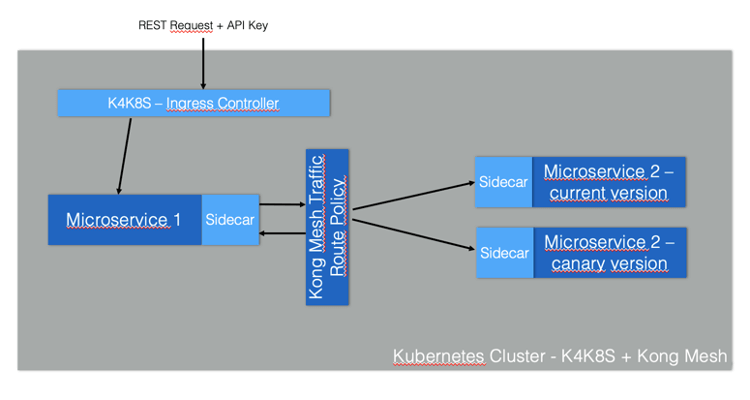 REST Request + API Key
K4K8S – Ingress Controller
Microservice 1
Sidecar
Kong Mesh Traffic
Route Policy
Sidecar
Microservice 2 –
current version
Sidecar
Microservice 2 –
canary version
Kubernetes Cluster - K4K8S + Kong Mesh